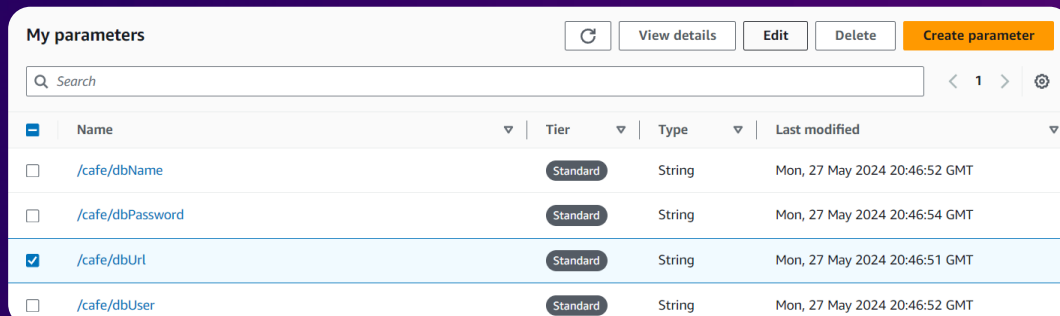 My parameters View details Edit Delete Create parameter
Search 1
Name Tier Type Last modified
/cafe/dbName Standard String Mon, 27 May 2024 20:46:52 GMT
/cafe/dbPassword Standard String Mon, 27 May 2024 20:46:54 GMT
/cafe/dbUrl Standard String Mon, 27 May 2024 20:46:51 GMT
/cafe/dbUser Standard String Mon, 27 May 2024 20:46:52 GMT